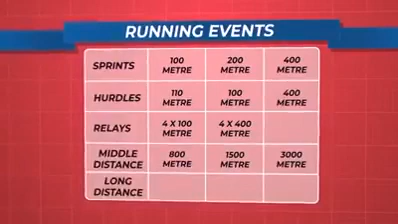 RUNNING EVENTS
SPRINTS 100 METRE 200 METRE 400 METRE
HURDLES 110 METRE 100 METRE 400 METRE
RELAYS 4 X 100 METRE 4 X 400 METRE
MIDDLE DISTANCE 800 METRE 1500 METRE 3000 METRE
LONG DISTANCE